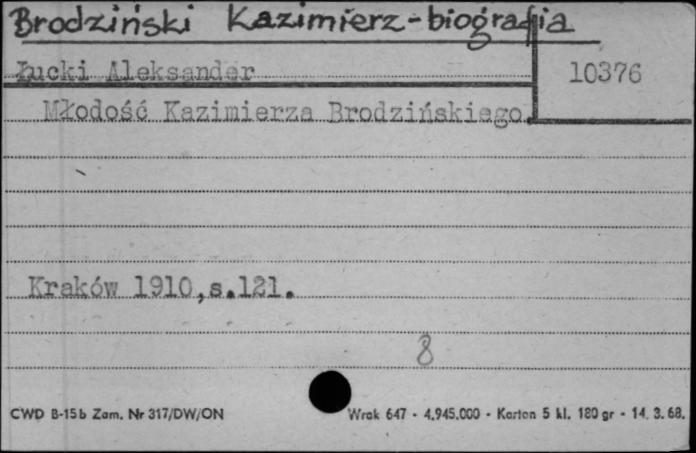 Brodziński Kazimierz - biografia
Łucki Aleksander
10376
Młodość Kazimierza Brodzińskiego.
Kraków 1910,s.121.
8
CWD B-15b Zam. Nr 317/DW/ON
Wrak 647 - 4.945.000 - Karton 5 kl. 180 gr - 14. 3. 68.